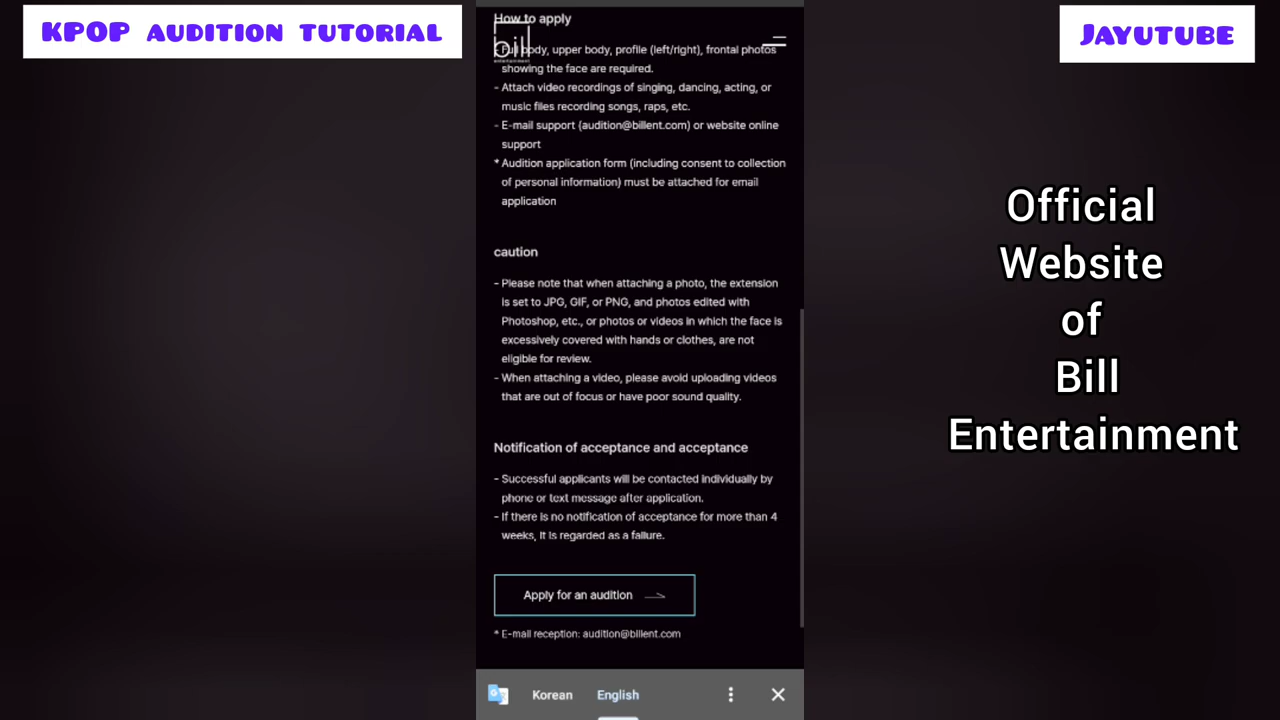 KPOP AUDITION TUTORIAL
JAYUTUBE
How to apply
bill
entertainment
- Full body, upper body, profile (left/right), frontal photos
showing the face are required.
- Attach video recordings of singing, dancing, acting, or
music files recording songs, raps, etc.
- E-mail support (audition@billent.com) or website online
support
* Audition application form (including consent to collection
of personal information) must be attached for email
application
caution
- Please note that when attaching a photo, the extension
is set to JPG, GIF, or PNG, and photos edited with
Photoshop, etc., or photos or videos in which the face is
excessively covered with hands or clothes, are not
eligible for review.
- When attaching a video, please avoid uploading videos
that are out of focus or have poor sound quality.
Notification of acceptance and acceptance
- Successful applicants will be contacted individually by
phone or text message after application.
- If there is no notification of acceptance for more than 4
weeks, it is regarded as a failure.
Apply for an audition
* E-mail reception: audition@billent.com
Korean
English
Official
Website
of
Bill
Entertainment